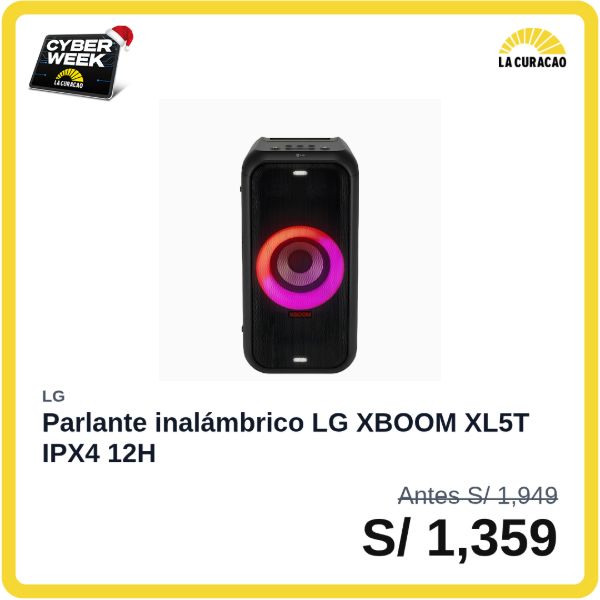 CYBER
WEEK
LA CURACAO
LA CURACAO
XBOOM
LG
Parlante inalámbrico LG XBOOM XL5T
IPX4 12H
Antes S/ 1,949
S/ 1,359